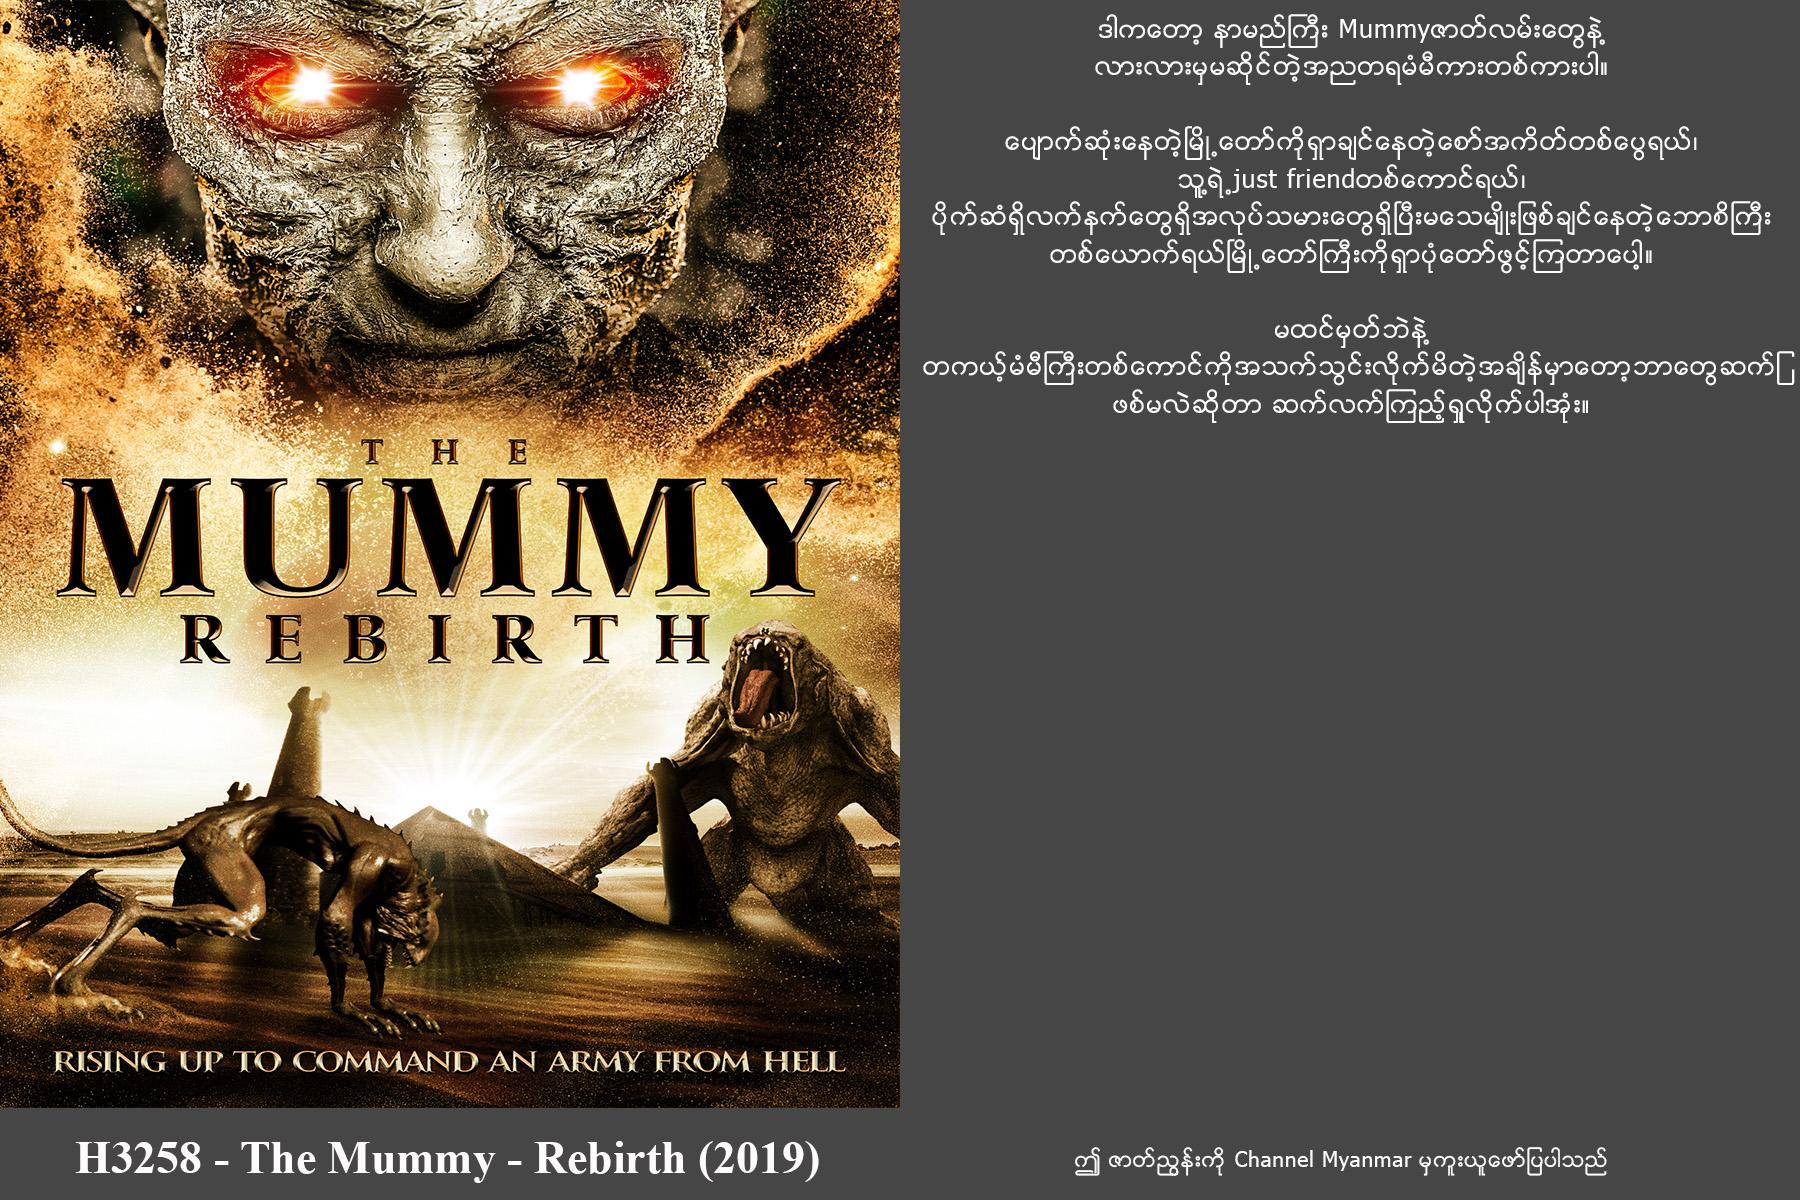 THE
MUMMY
REBIRTH
RISING UP TO COMMAND AN ARMY FROM HELL
H3258 - The Mummy - Rebirth (2019)
ဒါကတော့ နာမည်ကြီး Mummyဇာတ်လမ်းတွေနဲ့
လားလားမှမဆိုင်တဲ့အညတရမံမီကားတစ်ကားပါ။
ပျောက်ဆုံးနေတဲ့မြို့တော်ကိုရှာချင်နေတဲ့စော်အကိတ်တစ်ပွေရယ်၊
သူ့ရဲ့just friendတစ်ကောင်ရယ်၊
ပိုက်ဆံရှိလက်နက်တွေရှိအလုပ်သမားတွေရှိပြီးမသေမျိုးဖြစ်ချင်နေတဲ့ဘောစိကြီး
တစ်ယောက်ရယ်မြို့တော်ကြီးကိုရှာပုံတော်ဖွင့်ကြတာပေါ့။
မထင်မှတ်ဘဲနဲ့
တကယ့်မံမီကြီးတစ်ကောင်ကိုအသက်သွင်းလိုက်မိတဲ့အချိန်မှာတော့ဘာတွေဆက်ြ
ဖစ်မလဲဆိုတာ ဆက်လက်ကြည့်ရှုလိုက်ပါအုံး။
ဤ ဇာတ်ညွှန်းကို Channel Myanmar မှကူးယူဖော်ပြပါသည်